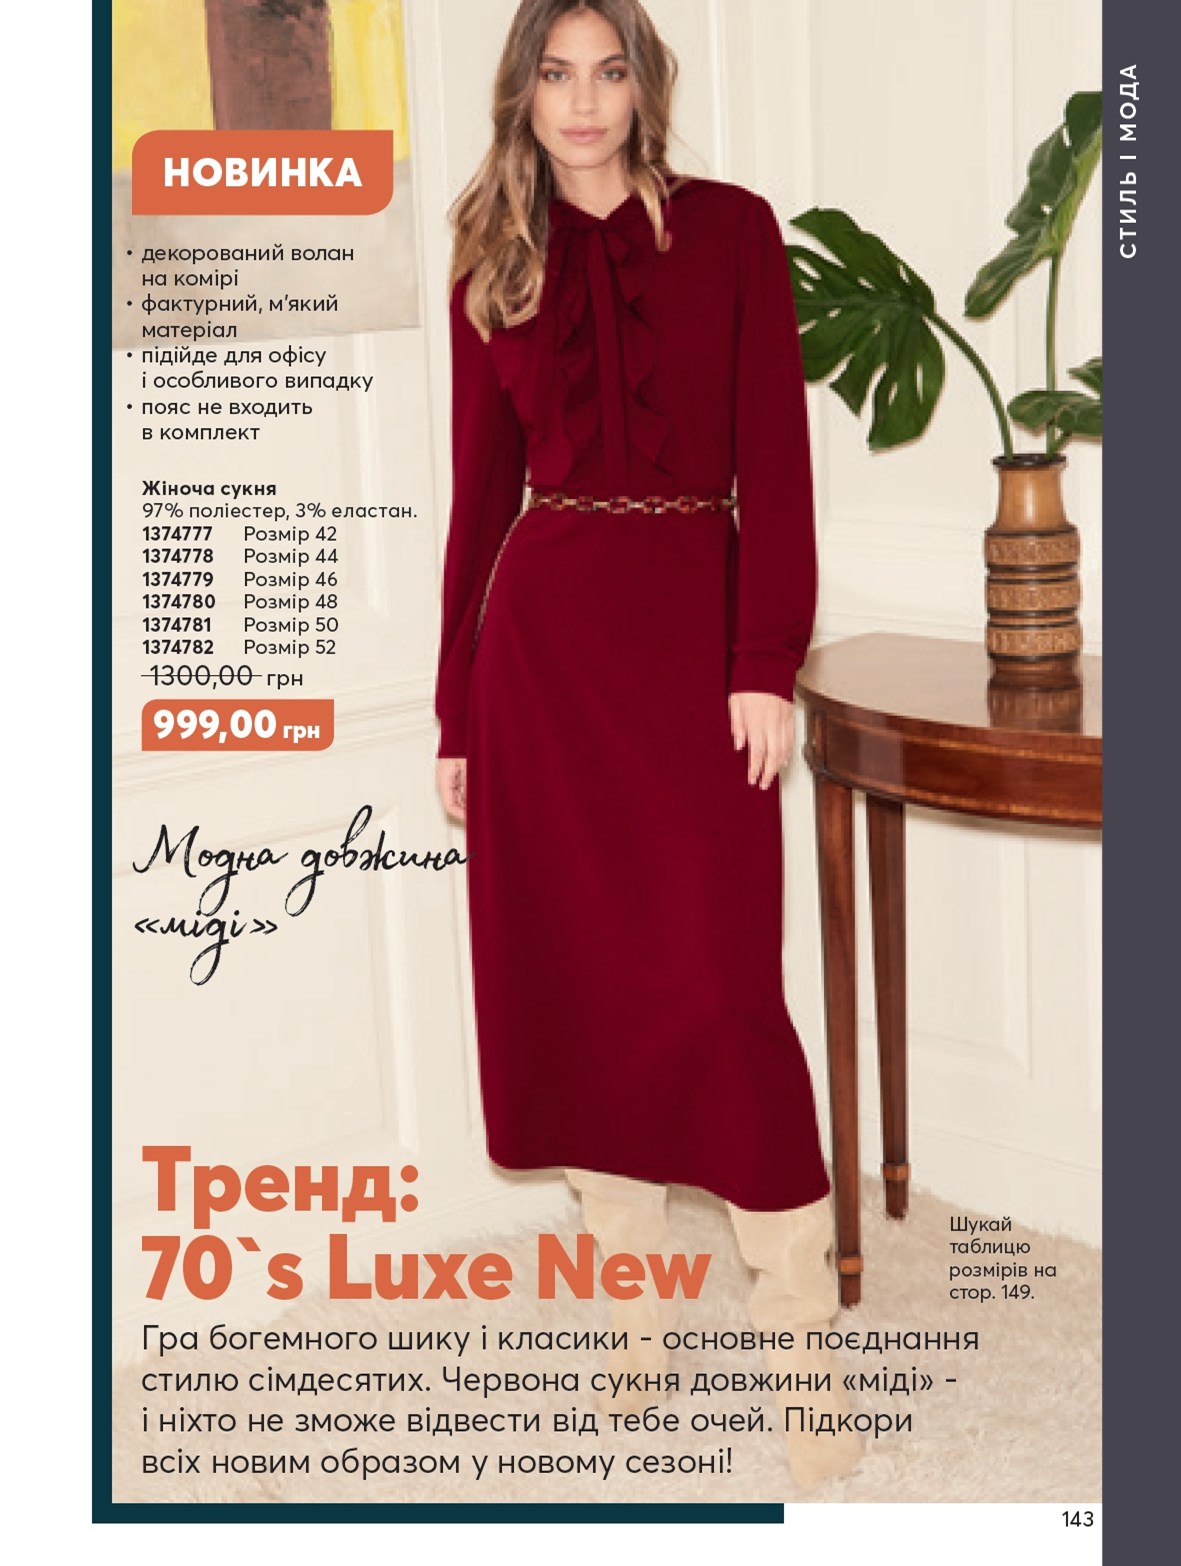 СТИЛЬ І МОДА
НОВИНКА
• декорований волан
на комірі
• фактурний, м'який
матеріал
• підійде для офісу
і особливого випадку
• пояс не входить
в комплект
Жіноча сукня
97% поліестер, 3% еластан.
1374777 Розмір 42
1374778 Розмір 44
1374779 Розмір 46
1374780 Розмір 48
1374781 Розмір 50
1374782 Розмір 52
1300,00 грн
999,00 грн
Модна довжина
«міді»
Тренд:
70`s Luxe New
Шукай
таблицю
розмірів на
стор. 149.
Гра богемного шику і класики - основне поєднання
стилю сімдесятих. Червона сукня довжини «міді» -
і ніхто не зможе відвести від тебе очей. Підкори
всіх новим образом у новому сезоні!
143